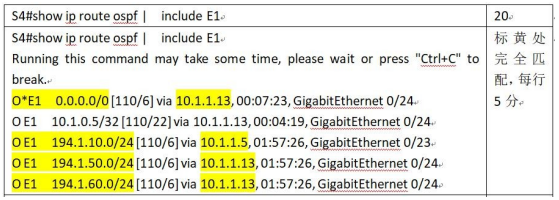 S4#show ip route ospf | include E1
20
S4#show ip route ospf | include E1
标黄处完全匹配，每行5分
Running this command may take some time, please wait or press "Ctrl+C" to
break.
O*E1 0.0.0.0/0 [110/6] via 10.1.1.13, 00:07:23, GigabitEthernet 0/24
O E1 10.1.0.5/32 [110/22] via 10.1.1.13, 00:04:19, GigabitEthernet 0/24
O E1 194.1.10.0/24 [110/6] via 10.1.1.5, 01:57:26, GigabitEthernet 0/23
O E1 194.1.50.0/24 [110/6] via 10.1.1.13, 01:57:26, GigabitEthernet 0/24
O E1 194.1.60.0/24 [110/6] via 10.1.1.13, 01:57:26, GigabitEthernet 0/24